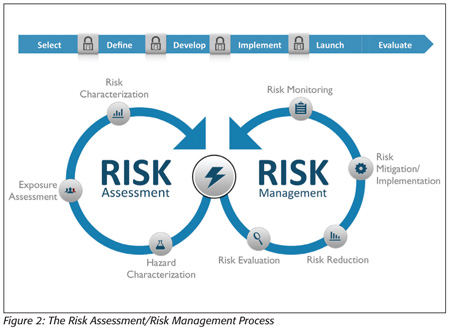 Select Define Develop Implement Launch Evaluate
Risk
Characterization
Risk Monitoring
RISK
Assessment
RISK
Management
Risk
Mitigation/
Implementation
Exposure
Assessment
Hazard
Characterization
Risk Evaluation
Risk Reduction
Figure 2: The Risk Assessment/Risk Management Process